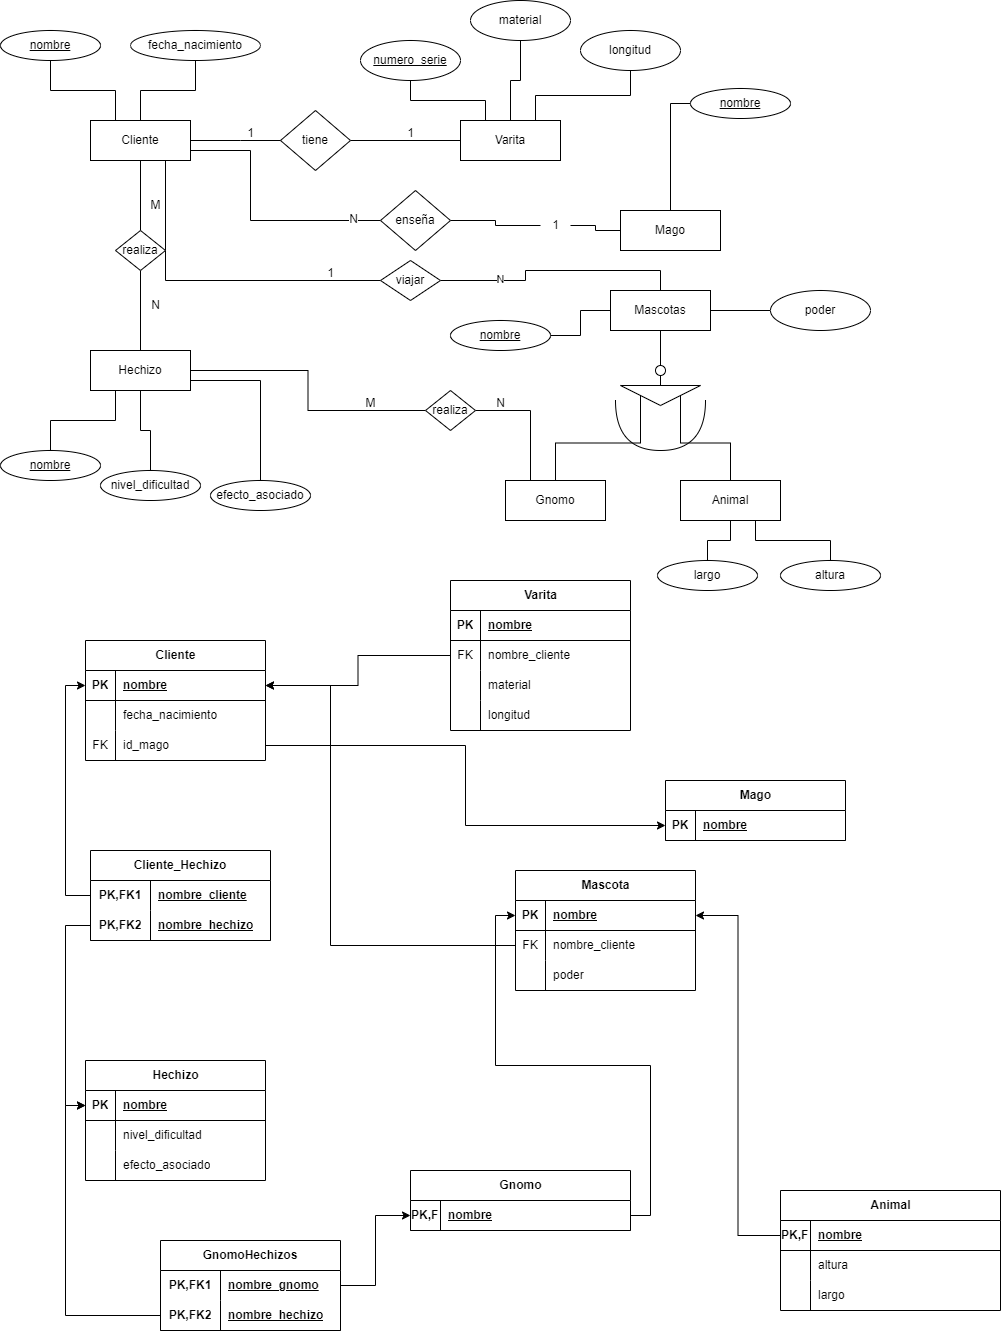 material
nombre
fecha_nacimiento
numero_serie
longitud
nombre
Cliente
1
tiene
1
Varita
M
N
enseña
1
Mago
realiza
1
viajar
N
Mascotas
poder
N
nombre
Hechizo
M
realiza
N
nombre
nivel_dificultad
efecto_asociado
Gnomo
Animal
largo
altura
Varita
PK nombre
FK nombre_cliente
material
longitud
Cliente
PK nombre
fecha_nacimiento
FK id_mago
Mago
PK nombre
Cliente_Hechizo
PK,FK1 nombre_cliente
PK,FK2 nombre_hechizo
Mascota
PK nombre
FK nombre_cliente
poder
Hechizo
PK nombre
nivel_dificultad
efecto_asociado
Gnomo
PK,F nombre
Animal
PK,F nombre
altura
largo
GnomoHechizos
PK,FK1 nombre_gnomo
PK,FK2 nombre_hechizo